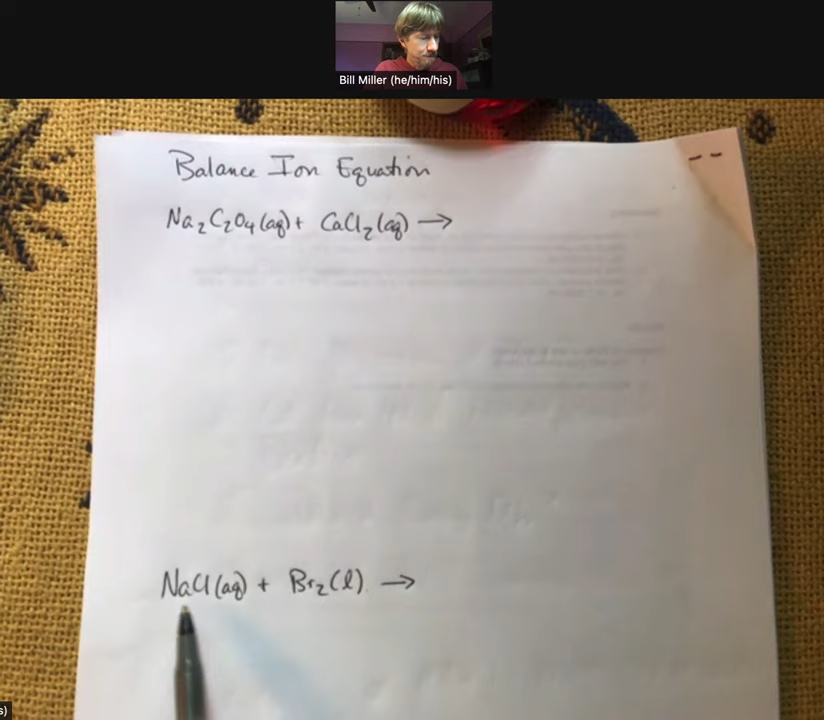 Bill Miller (he/him/his)
Balance Ion Equation
Na₂C₂O₄(aq) + CaCl₂(aq) →
NaCl(aq) + Br₂(l) →
s)